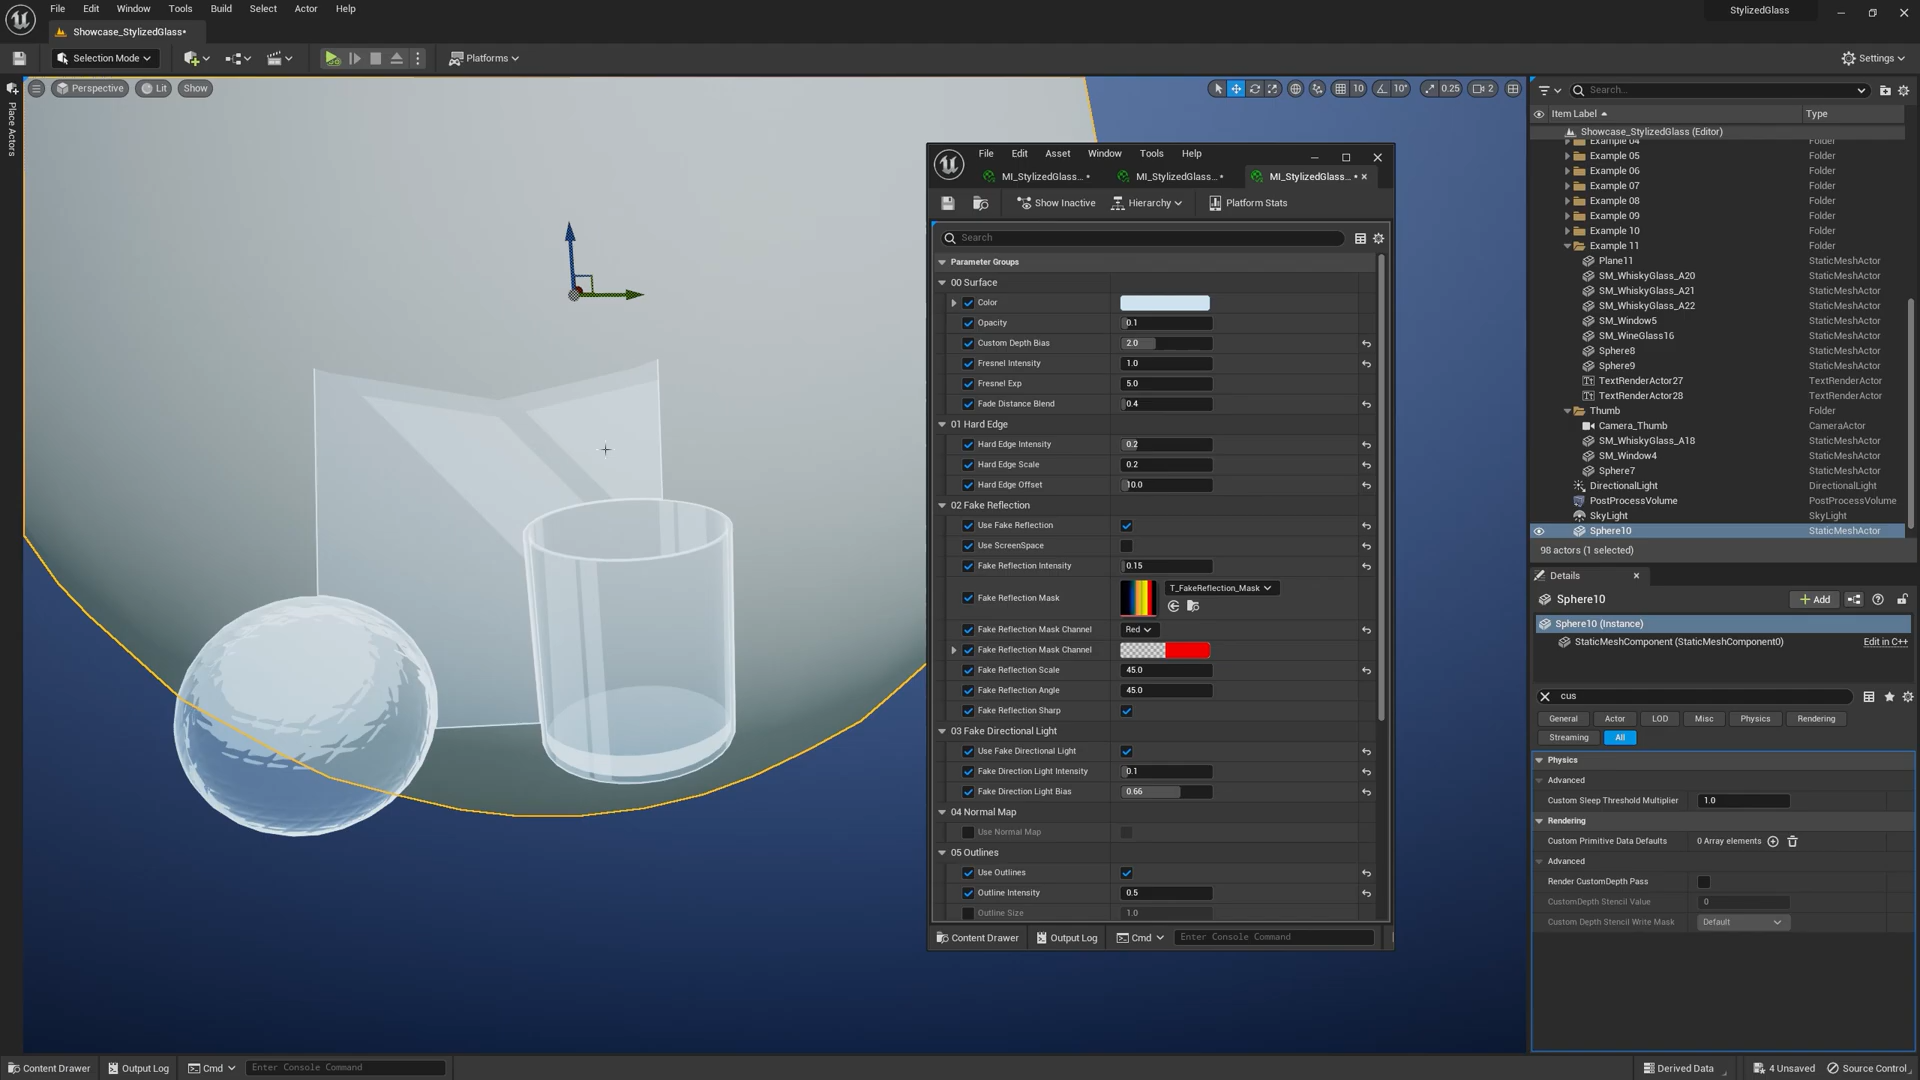 File Edit Window Tools Build Select Actor Help
StylizedGlass
Showcase_StylizedGlass•
Selection Mode
Platforms
Settings
Place Actors
Perspective Lit Show
10 10° 0.25 2
File Edit Asset Window Tools Help
MI_StylizedGlass... • MI_StylizedGlass... • MI_StylizedGlass... •
Show Inactive Hierarchy Platform Stats
Search
Parameter Groups
00 Surface
Color
Opacity 0.1
Custom Depth Bias 2.0
Fresnel Intensity 1.0
Fresnel Exp 5.0
Fade Distance Blend 0.4
01 Hard Edge
Hard Edge Intensity 0.2
Hard Edge Scale 0.2
Hard Edge Offset 10.0
02 Fake Reflection
Use Fake Reflection
Use ScreenSpace
Fake Reflection Intensity 0.15
Fake Reflection Mask T_FakeReflection_Mask
Fake Reflection Mask Channel Red
Fake Reflection Mask Channel
Fake Reflection Scale 45.0
Fake Reflection Angle 45.0
Fake Reflection Sharp
03 Fake Directional Light
Use Fake Directional Light
Fake Direction Light Intensity 0.1
Fake Direction Light Bias 0.66
04 Normal Map
Use Normal Map
05 Outlines
Use Outlines
Outline Intensity 0.5
Outline Size 1.0
Content Drawer Output Log Cmd Enter Console Command
Search...
Item Label Type
Showcase_StylizedGlass (Editor)
Example 04 Folder
Example 05 Folder
Example 06 Folder
Example 07 Folder
Example 08 Folder
Example 09 Folder
Example 10 Folder
Example 11 Folder
Plane11 StaticMeshActor
SM_WhiskyGlass_A20 StaticMeshActor
SM_WhiskyGlass_A21 StaticMeshActor
SM_WhiskyGlass_A22 StaticMeshActor
SM_Window5 StaticMeshActor
SM_WineGlass16 StaticMeshActor
Sphere8 StaticMeshActor
Sphere9 StaticMeshActor
TextRenderActor27 TextRenderActor
TextRenderActor28 TextRenderActor
Thumb Folder
Camera_Thumb CameraActor
SM_WhiskyGlass_A18 StaticMeshActor
SM_Window4 StaticMeshActor
Sphere7 StaticMeshActor
DirectionalLight DirectionalLight
PostProcessVolume PostProcessVolume
SkyLight SkyLight
Sphere10 StaticMeshActor
98 actors (1 selected)
Details
Sphere10 Add
Sphere10 (Instance)
StaticMeshComponent (StaticMeshComponent0) Edit in C++
cus
General Actor LOD Misc Physics Rendering
Streaming All
Physics
Advanced
Custom Sleep Threshold Multiplier 1.0
Rendering
Custom Primitive Data Defaults 0 Array elements
Advanced
Render CustomDepth Pass
CustomDepth Stencil Value 0
Custom Depth Stencil Write Mask Default
Content Drawer Output Log Cmd Enter Console Command
Derived Data 4 Unsaved Source Control